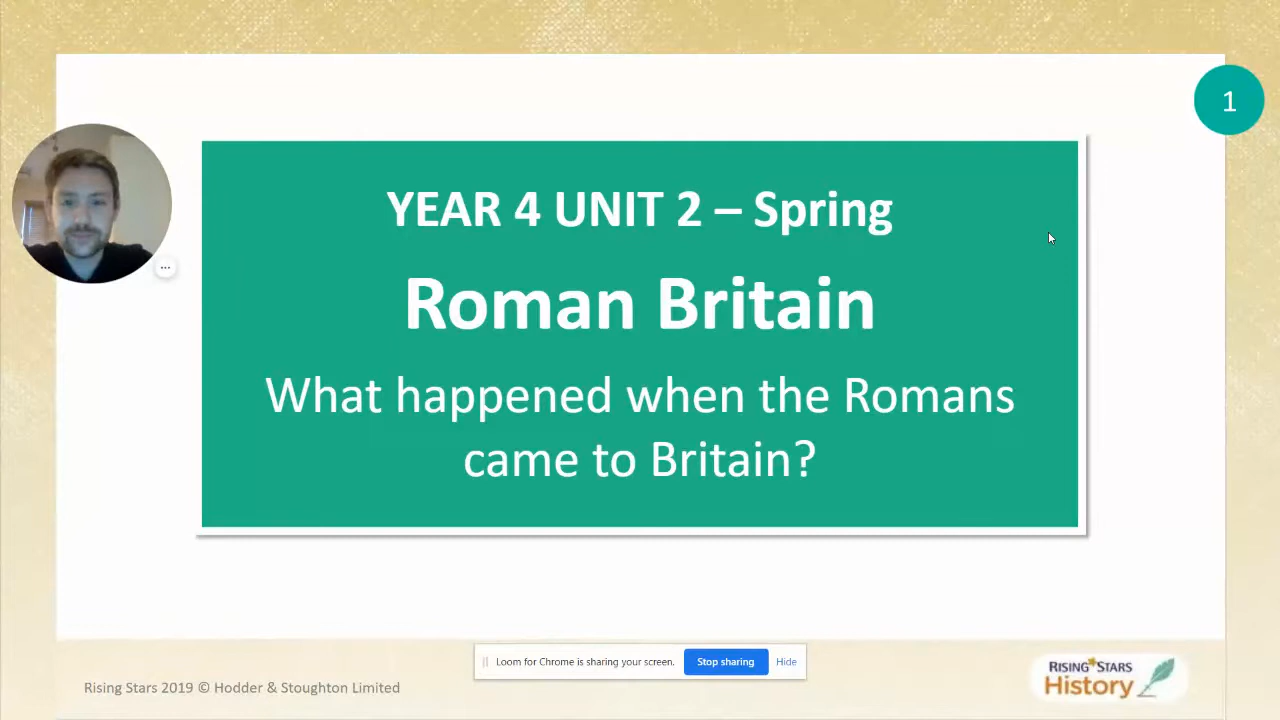 1
YEAR 4 UNIT 2 – Spring
Roman Britain
What happened when the Romans
came to Britain?
Loom for Chrome is sharing your screen. Stop sharing Hide
Rising Stars 2019 © Hodder & Stoughton Limited
RISING STARS
History